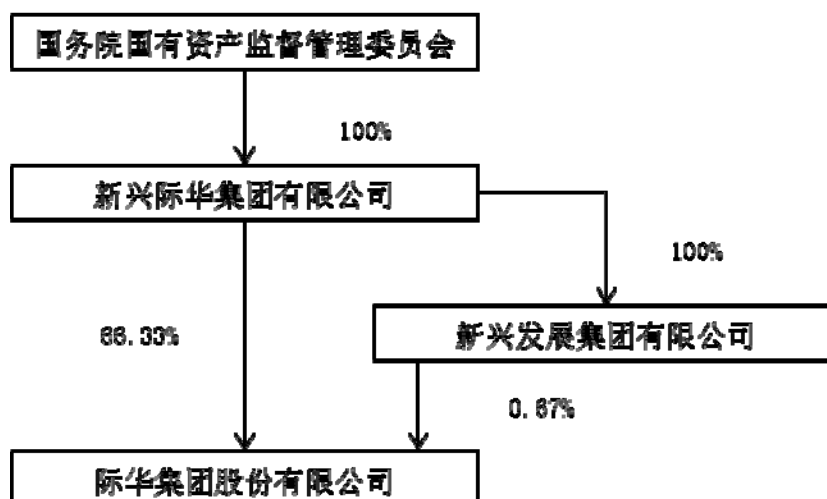 国务院国有资产监督管理委员会
100%
新兴际华集团有限公司
100%
66.33%
新兴发展集团有限公司
0.67%
际华集团股份有限公司